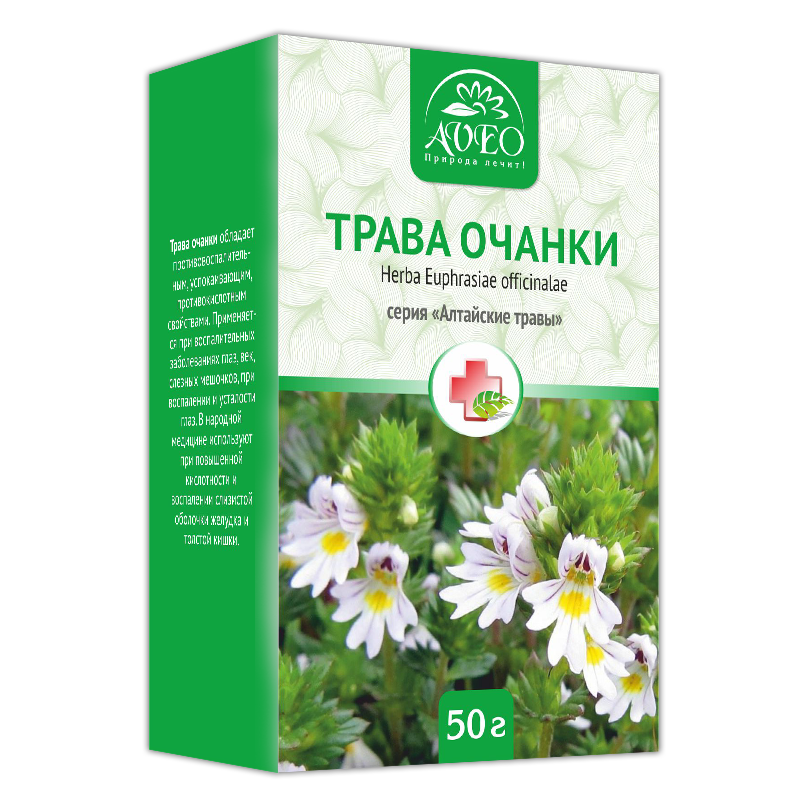 AVEO
Природа лечит!
ТРАВА ОЧАНКИ
Herba Euphrasiae officinalae
серия «Алтайские травы»
50 г
Трава очанки обладает
противовоспалитель-
ным, успокаивающим,
противокислотным
свойствами. Применяет-
ся при воспалительных
заболеваниях глаз, век,
слезных мешочков, при
воспалении и усталости
глаз. В народной
медицине используют
при повышенной
кислотности и
воспалении слизистой
оболочки желудка и
толстой кишки.